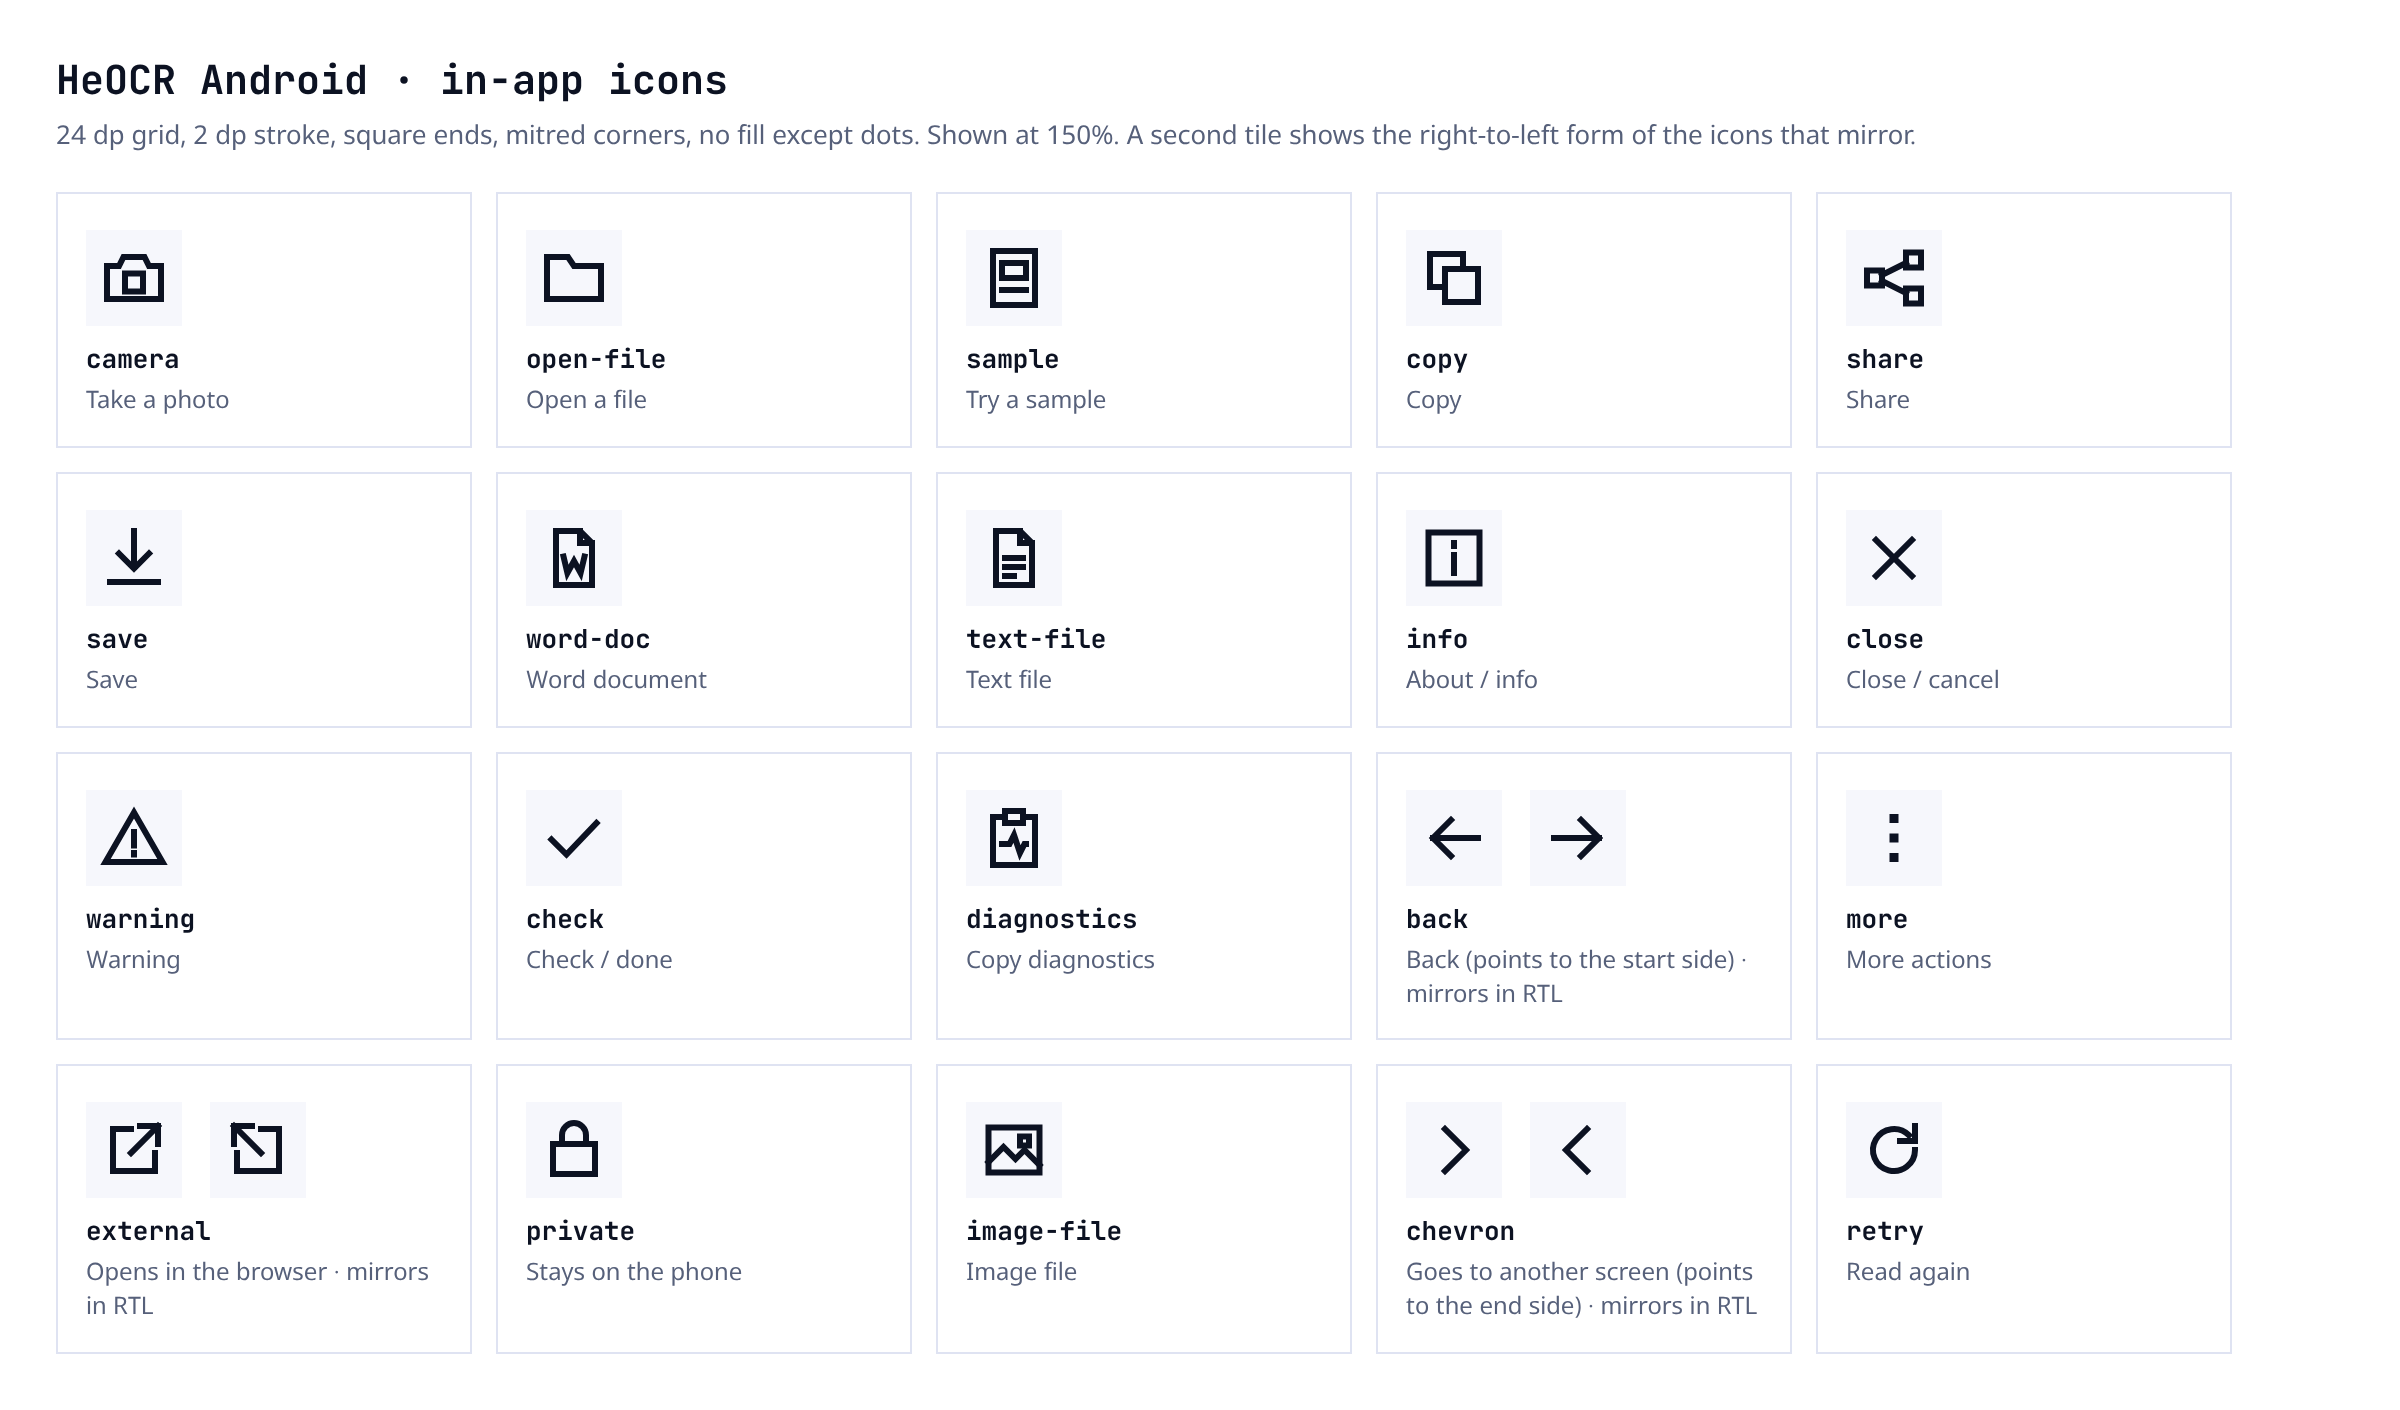 HeOCR Android · in-app icons
24 dp grid, 2 dp stroke, square ends, mitred corners, no fill except dots. Shown at 150%. A second tile shows the right-to-left form of the icons that mirror.
camera
Take a photo
open-file
Open a file
sample
Try a sample
copy
Copy
share
Share
save
Save
W
word-doc
Word document
text-file
Text file
i
info
About / info
close
Close / cancel
!
warning
Warning
check
Check / done
diagnostics
Copy diagnostics
back
Back (points to the start side) ·
mirrors in RTL
more
More actions
external
Opens in the browser · mirrors
in RTL
private
Stays on the phone
image-file
Image file
chevron
Goes to another screen (points
to the end side) · mirrors in RTL
retry
Read again